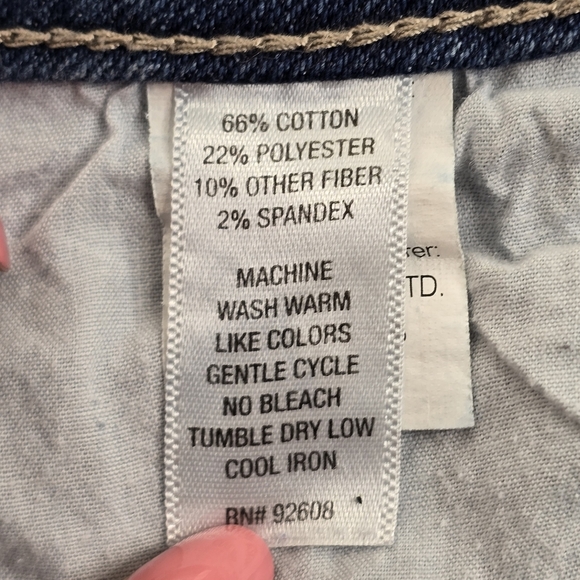 66% COTTON
22% POLYESTER
10% OTHER FIBER
2% SPANDEX
MACHINE
WASH WARM
LIKE COLORS
GENTLE CYCLE
NO BLEACH
TUMBLE DRY LOW
COOL IRON
RN# 92608
TD.